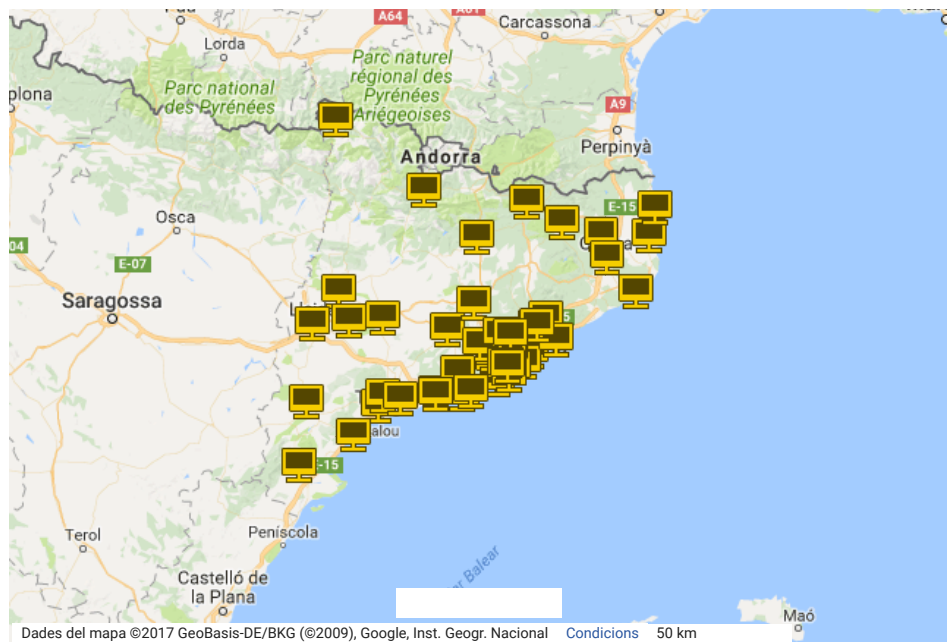 A64
Carcassona
Lorda
Parc naturel
régional des
Pyrénées
Ariégeoises
Parc national
des Pyrénées
plona
A9
Perpinyà
Andorra
E-15
Osca
04
E-07
Saragossa
E-15
Terol
Peníscola
Castelló de
la Plana
Balear
Maó
Dades del mapa ©2017 GeoBasis-DE/BKG (©2009), Google, Inst. Geogr. Nacional Condicions 50 km